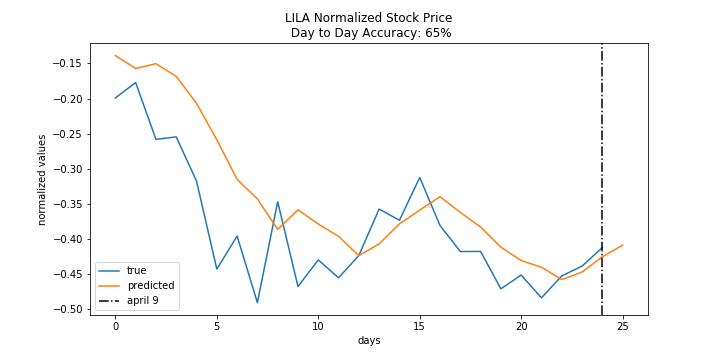 LILA Normalized Stock Price
Day to Day Accuracy: 65%
normalized values
−0.15
−0.20
−0.25
−0.30
−0.35
−0.40
−0.45
−0.50
true
predicted
april 9
0 5 10 15 20 25
days